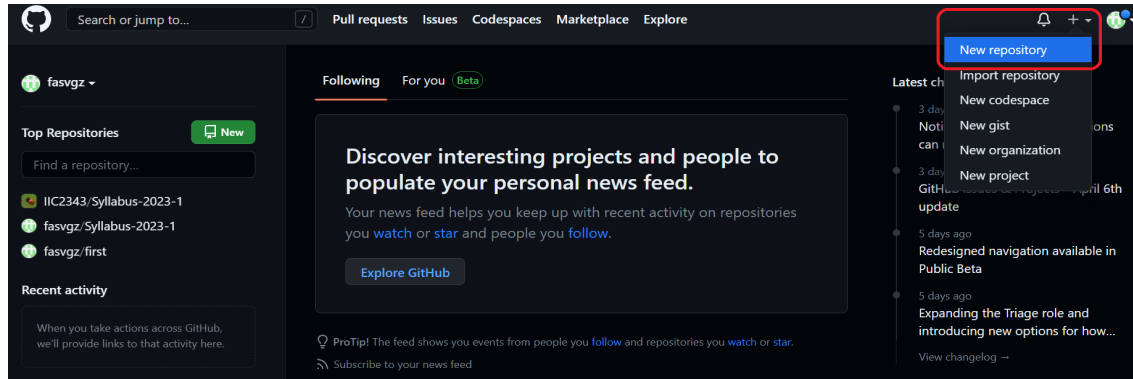 Search or jump to...
/
Pull requests Issues Codespaces Marketplace Explore
New repository
Import repository
New codespace
New gist
New organization
New project
fasvgz
Top Repositories
New
Find a repository...
IIC2343/Syllabus-2023-1
fasvgz/Syllabus-2023-1
fasvgz/first
Recent activity
When you take actions across GitHub,
we'll provide links to that activity here.
Following For you Beta
Discover interesting projects and people to
populate your personal news feed.
Your news feed helps you keep up with recent activity on repositories
you watch or star and people you follow.
Explore GitHub
ProTip! The feed shows you events from people you follow and repositories you watch or star.
Subscribe to your news feed
Latest ch
3 day
Noti ions
can
3 day
GitHub Issues & Projects – April 6th
update
5 days ago
Redesigned navigation available in
Public Beta
5 days ago
Expanding the Triage role and
introducing new options for how...
View changelog →